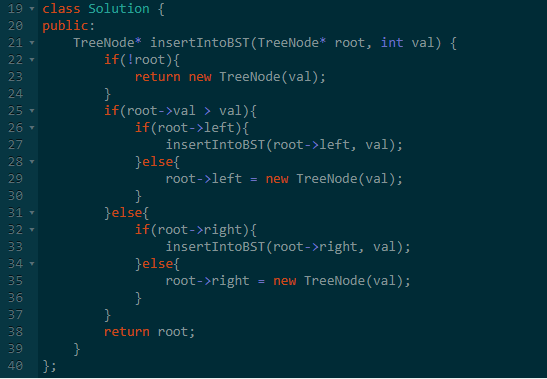 19 class Solution {
20 public:
21     TreeNode* insertIntoBST(TreeNode* root, int val) {
22         if(!root){
23             return new TreeNode(val);
24         }
25         if(root->val > val){
26             if(root->left){
27                 insertIntoBST(root->left, val);
28             }else{
29                 root->left = new TreeNode(val);
30             }
31         }else{
32             if(root->right){
33                 insertIntoBST(root->right, val);
34             }else{
35                 root->right = new TreeNode(val);
36             }
37         }
38         return root;
39     }
40 };